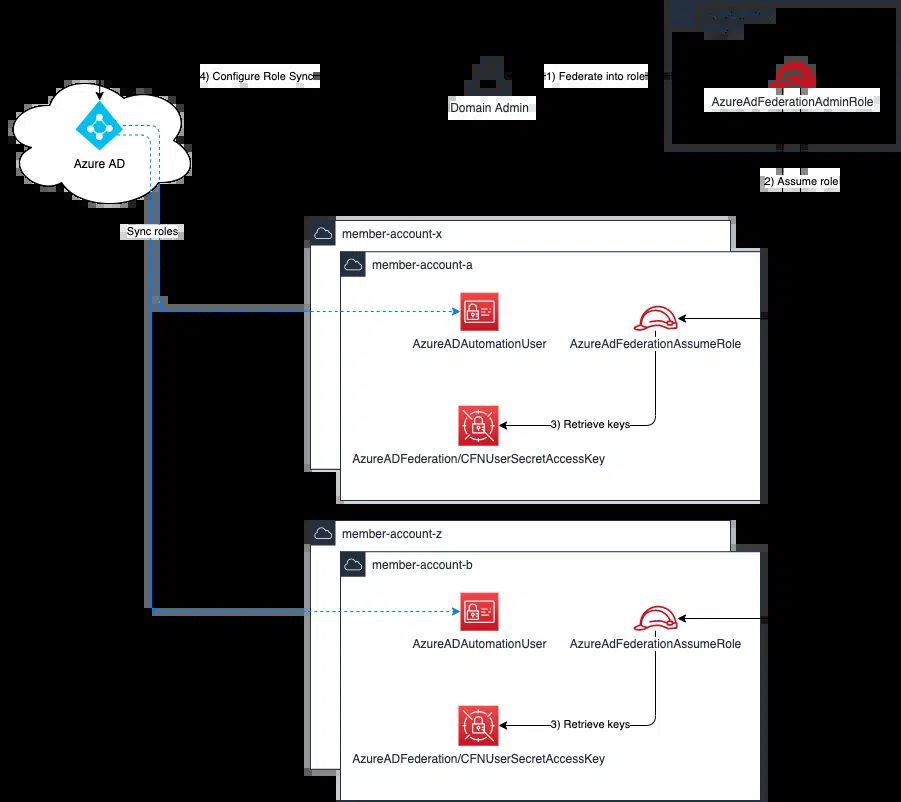 4) Configure Role Sync
1) Federate into role
Domain Admin
AzureAdFederationAdminRole
Azure AD
2) Assume role
Sync roles
member-account-x
member-account-a
AzureADAutomationUser
AzureAdFederationAssumeRole
3) Retrieve keys
AzureADFederation/CFNUserSecretAccessKey
member-account-z
member-account-b
AzureADAutomationUser
AzureAdFederationAssumeRole
3) Retrieve keys
AzureADFederation/CFNUserSecretAccessKey